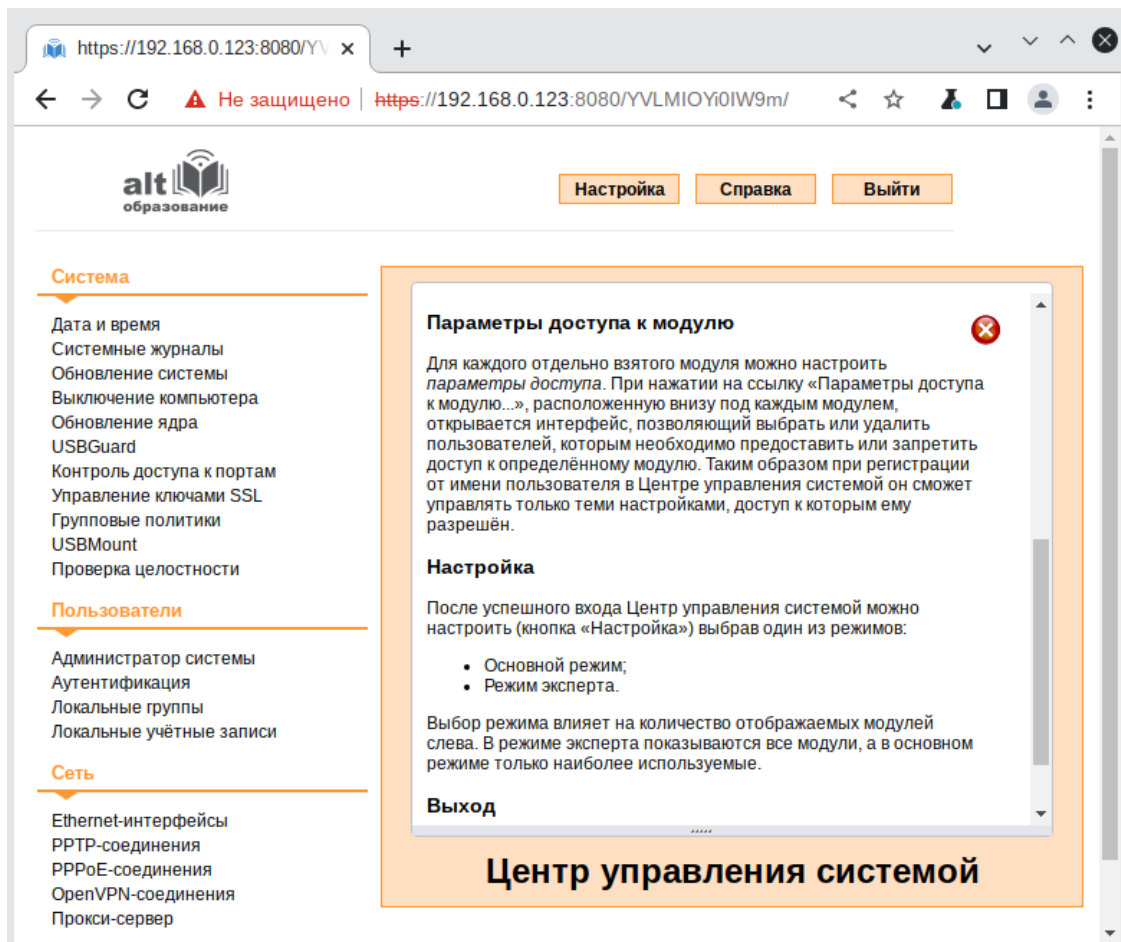 https://192.168.0.123:8080/YV
Не защищено
https://192.168.0.123:8080/YVLMIOYi0IW9m/
alt
образование
Настройка
Справка
Выйти
Система
Дата и время
Системные журналы
Обновление системы
Выключение компьютера
Обновление ядра
USBGuard
Контроль доступа к портам
Управление ключами SSL
Групповые политики
USBMount
Проверка целостности
Пользователи
Администратор системы
Аутентификация
Локальные группы
Локальные учётные записи
Сеть
Ethernet-интерфейсы
PPTP-соединения
PPPoE-соединения
OpenVPN-соединения
Прокси-сервер
Параметры доступа к модулю
Для каждого отдельно взятого модуля можно настроить
параметры доступа. При нажатии на ссылку «Параметры доступа
к модулю...», расположенную внизу под каждым модулем,
открывается интерфейс, позволяющий выбрать или удалить
пользователей, которым необходимо предоставить или запретить
доступ к определённому модулю. Таким образом при регистрации
от имени пользователя в Центре управления системой он сможет
управлять только теми настройками, доступ к которым ему
разрешён.
Настройка
После успешного входа Центр управления системой можно
настроить (кнопка «Настройка») выбрав один из режимов:
• Основной режим;
• Режим эксперта.
Выбор режима влияет на количество отображаемых модулей
слева. В режиме эксперта показываются все модули, а в основном
режиме только наиболее используемые.
Выход
Центр управления системой